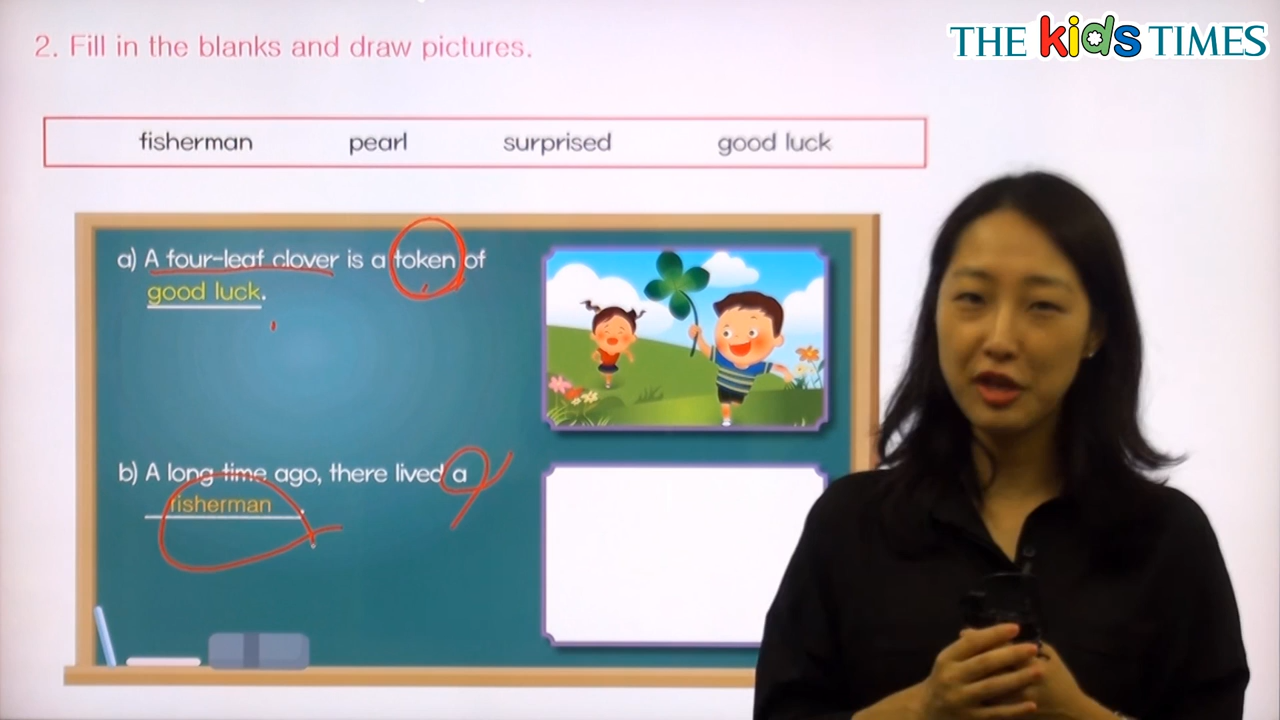 2. Fill in the blanks and draw pictures.
THE kids TIMES
fisherman pearl surprised good luck
a) A four-leaf clover is a token of
good luck.
b) A long time ago, there lived a
fisherman.